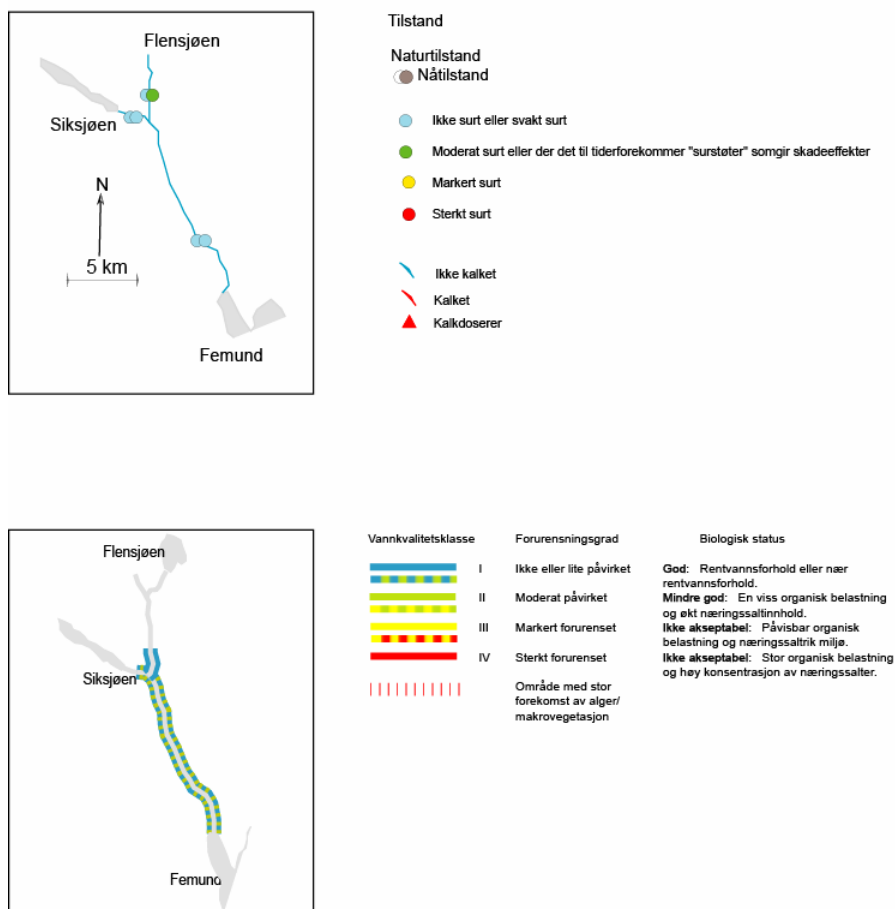 Flensjøen
Siksjøen
N
5 km
Femund
Tilstand
Naturtilstand
Nåtilstand
Ikke surt eller svakt surt
Moderat surt eller der det til tiderforekommer "surstøter" somgir skadeeffekter
Markert surt
Sterkt surt
Ikke kalket
Kalket
Kalkdoserer
Flensjøen
Siksjøen
Femund
Vannkvalitetsklasse Forurensningsgrad Biologisk status
I Ikke eller lite påvirket God: Rentvannsforhold eller nær
rentvannsforhold.
II Moderat påvirket Mindre god: En viss organisk belastning
og økt næringssaltinnhold.
III Markert forurenset Ikke akseptabel: Påvisbar organisk
belastning og næringssaltrik miljø.
IV Sterkt forurenset Ikke akseptabel: Stor organisk belastning
og høy konsentrasjon av næringssalter.
Område med stor
forekomst av alger/
makrovegetasjon